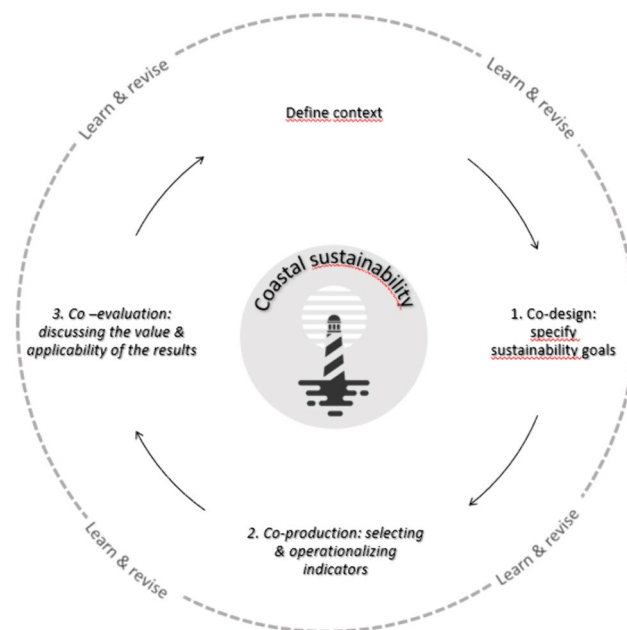 Learn & revise
Learn & revise
Define context
Coastal sustainability
3. Co –evaluation:
discussing the value &
applicability of the results
1. Co-design:
specify
sustainability goals
2. Co-production: selecting
& operationalizing
indicators
Learn & revise
Learn & revise